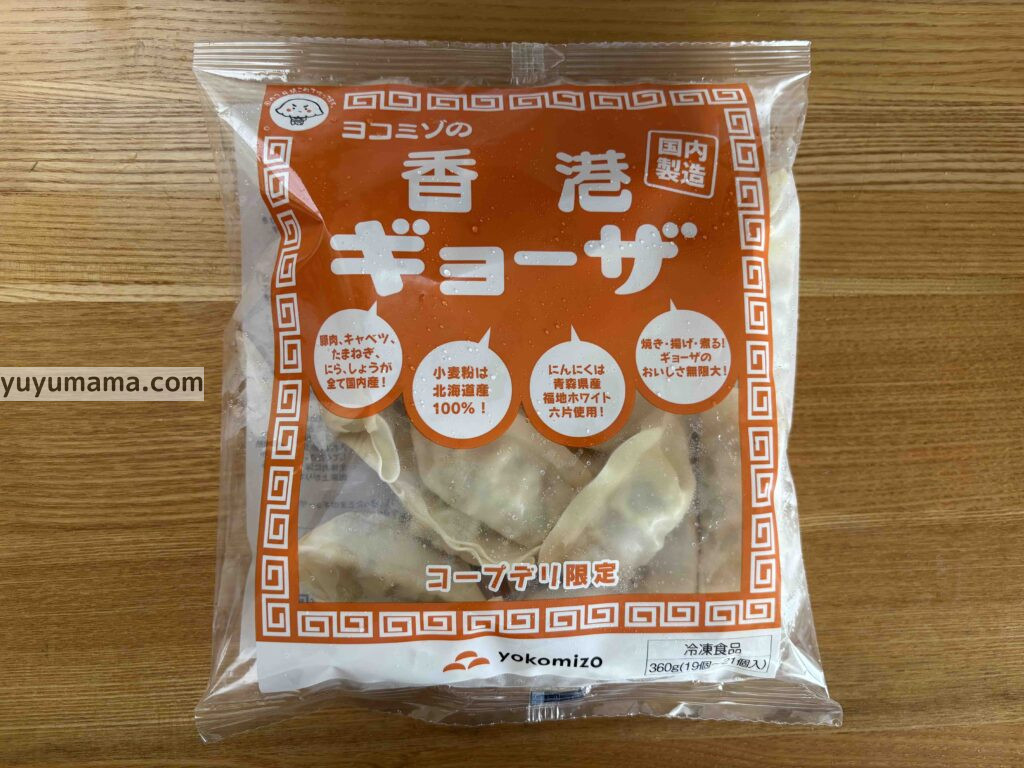 ヨコミゾの
国内
製造
香港
ギョーザ
豚肉、キャベツ、
たまねぎ、
にら、しょうが
全て国内産！
小麦粉は
北海道産
100%！
にんにくは
青森県産
福地ホワイト
六片使用！
焼き・揚げ・煮る！
ギョーザの
おいしさ無限大！
yuyumama.com
コープデリ限定
yokomizo
冷凍食品
360g(19個～21個入)